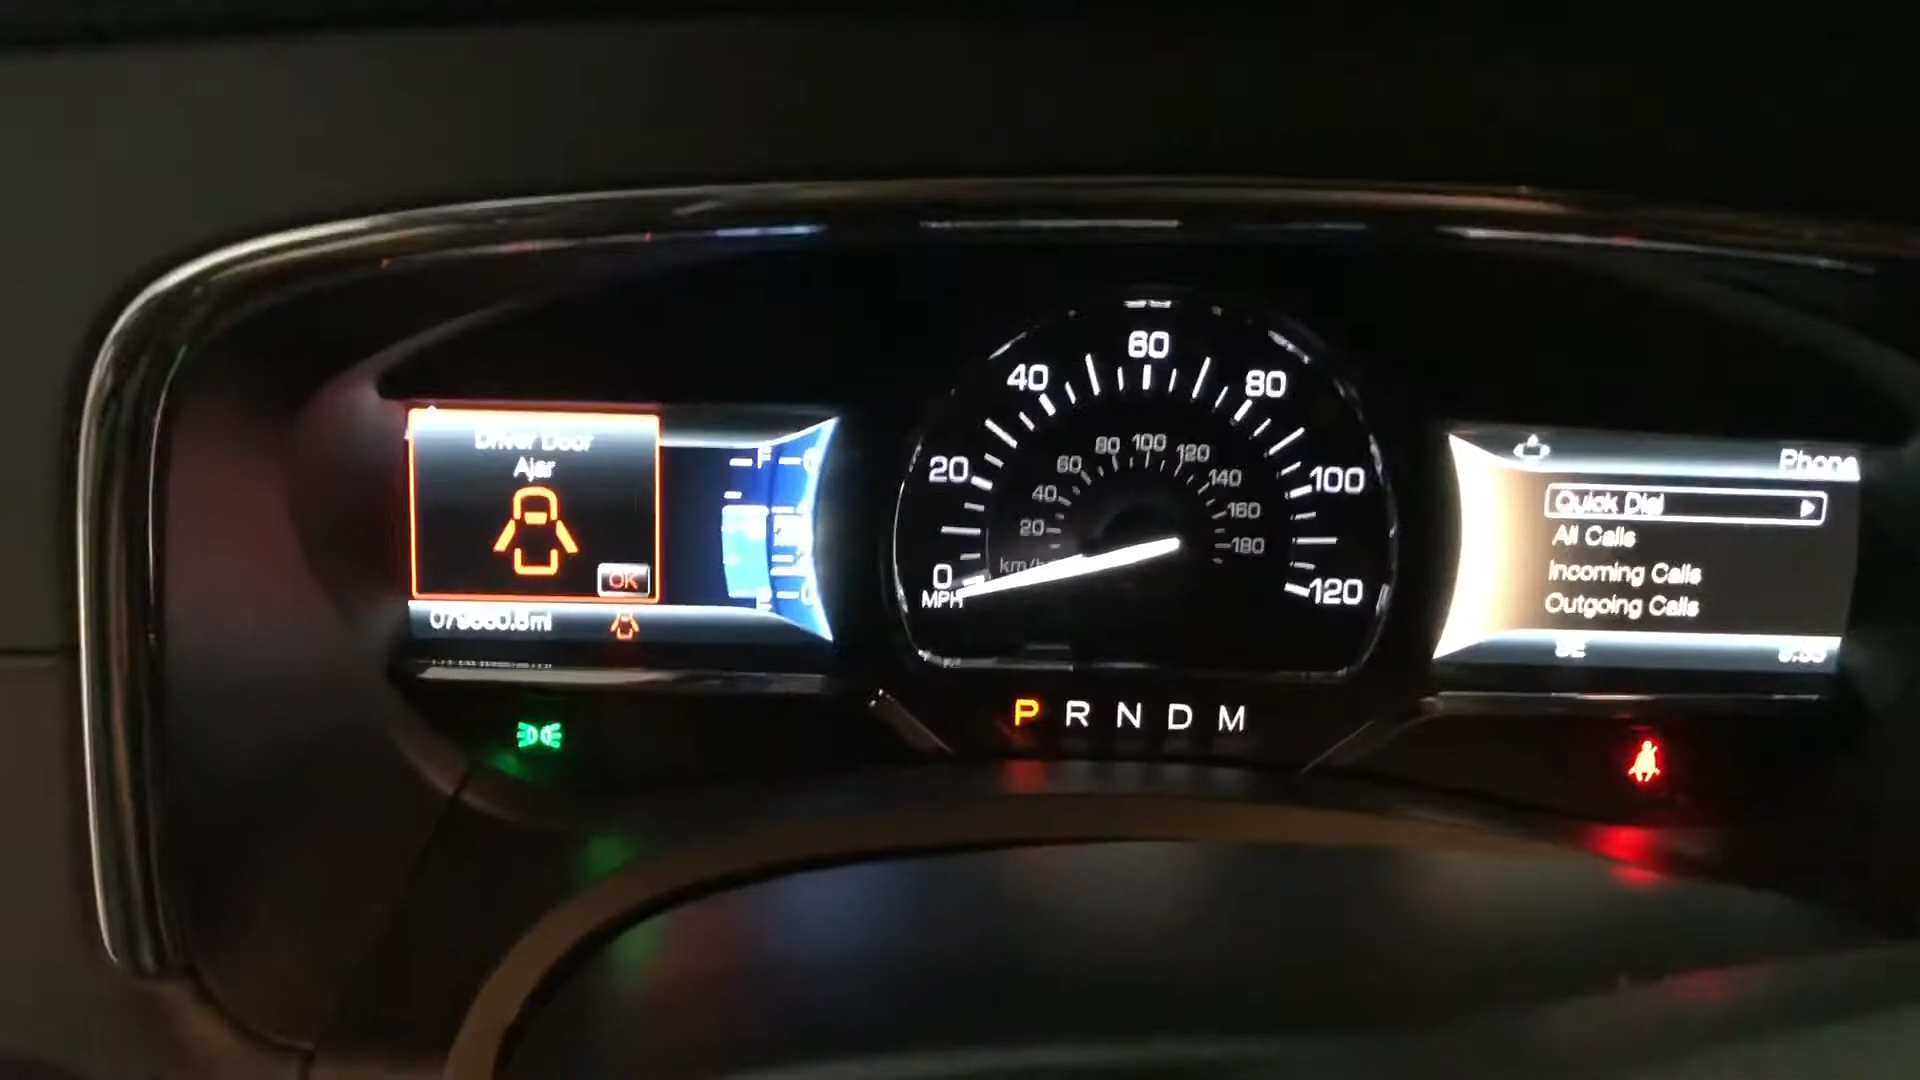 Driver Door
Ajar
OK
F
20
40
60
80
100
120
0
MPH
20
40
60
80
100
120
140
160
180
km/h
P R N D M
Phone
Quick Dial
All Calls
Incoming Calls
Outgoing Calls